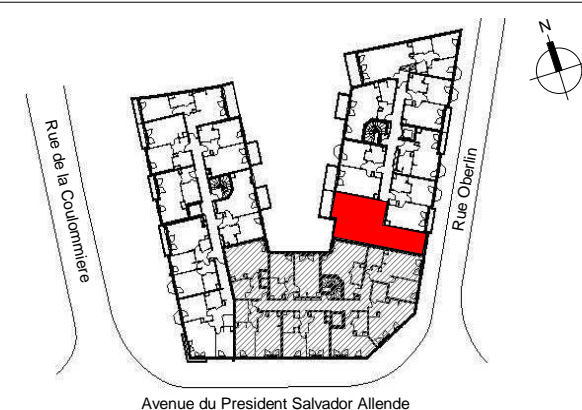 N
Rue de la Coulommiere
Rue Oberlin
Avenue du President Salvador Allende